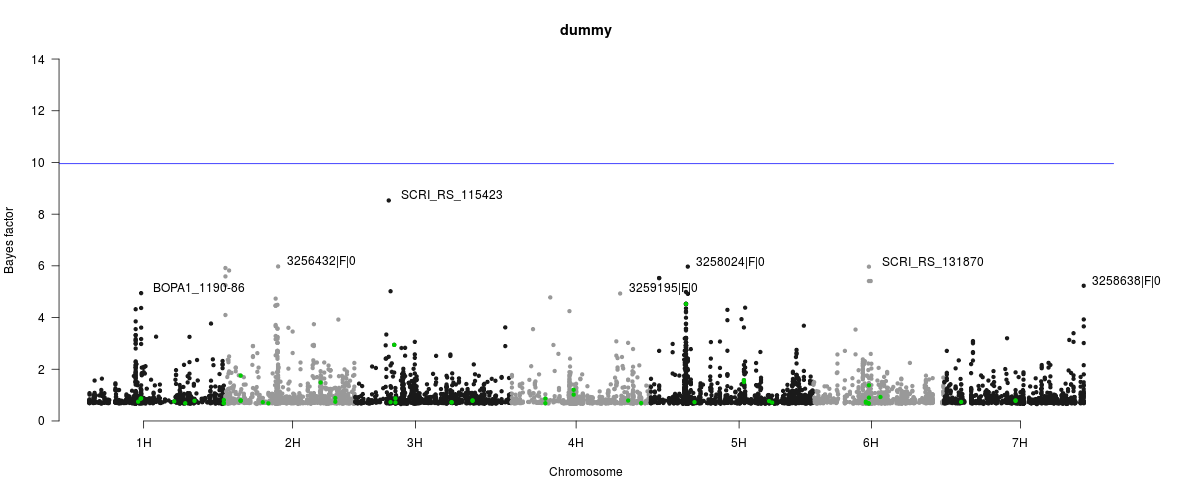 dummy
14
12
10
8
6
4
2
0
Bayes factor
SCRI_RS_115423
3256432|F|0
BOPA1_1190-86
3258024|F|0
3259195|F|0
SCRI_RS_131870
3258638|F|0
1H 2H 3H 4H 5H 6H 7H
Chromosome